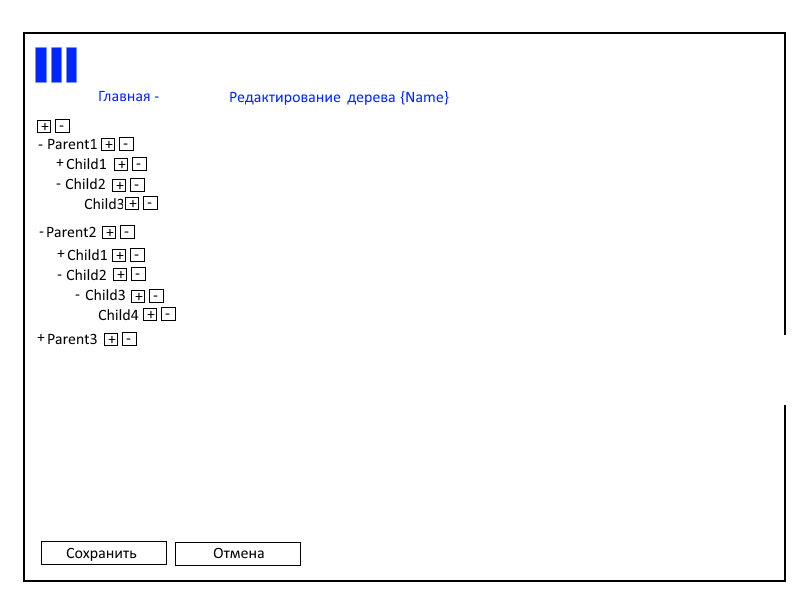 Главная - Редактирование дерева {Name}
+ -
- Parent1 + -
+ Child1 + -
- Child2 + -
Child3 + -
- Parent2 + -
+ Child1 + -
- Child2 + -
- Child3 + -
Child4 + -
+ Parent3 + -
Сохранить Отмена